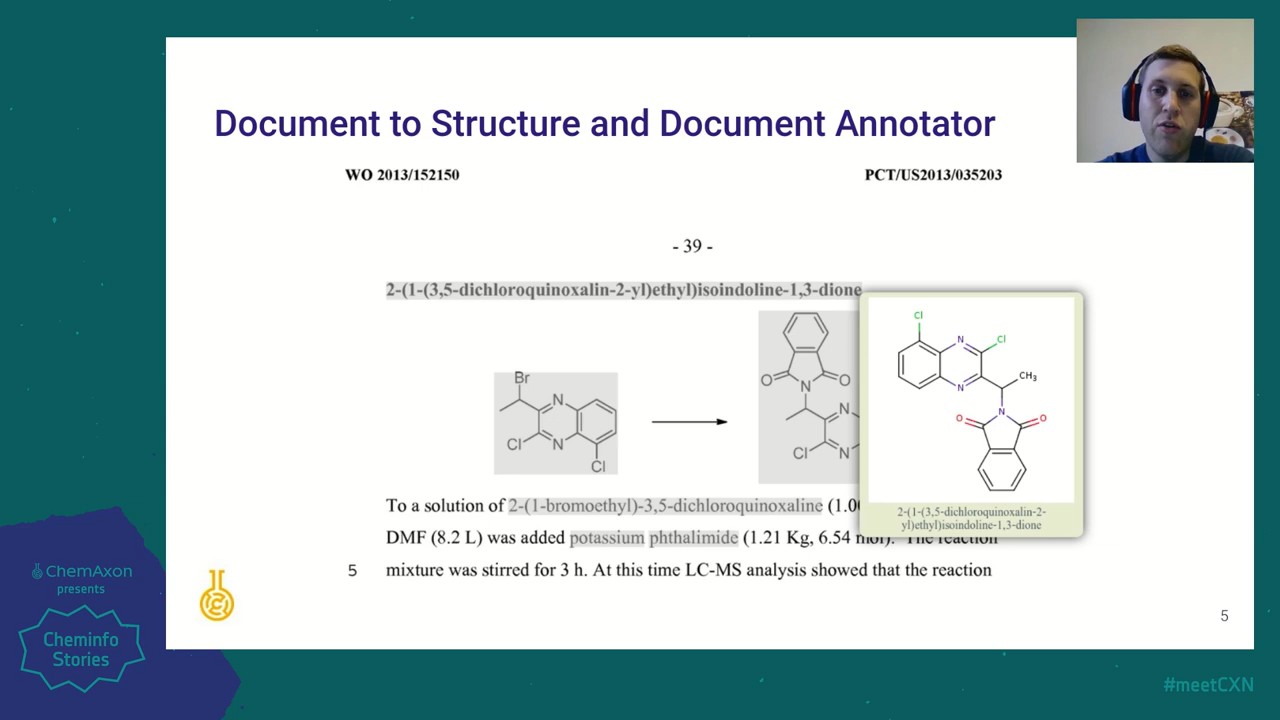 Document to Structure and Document Annotator
WO 2013/152150
PCT/US2013/035203
- 39 -
2-(1-(3,5-dichloroquinoxalin-2-yl)ethyl)isoindoline-1,3-dione
Br
N
Cl
N
Cl
O
O
N
N
Cl
N
Cl
N
Cl
N
CH3
N
O
O
2-(1-(3,5-dichloroquinoxalin-2-
yl)ethyl)isoindoline-1,3-dione
To a solution of 2-(1-bromoethyl)-3,5-dichloroquinoxaline
DMF (8.2 L) was added potassium phthalimide (1.21 Kg, 6.54 mol). The reaction
5 mixture was stirred for 3 h. At this time LC-MS analysis showed that the reaction
5
ChemAxon
presents
Cheminfo
Stories
#meetCXN